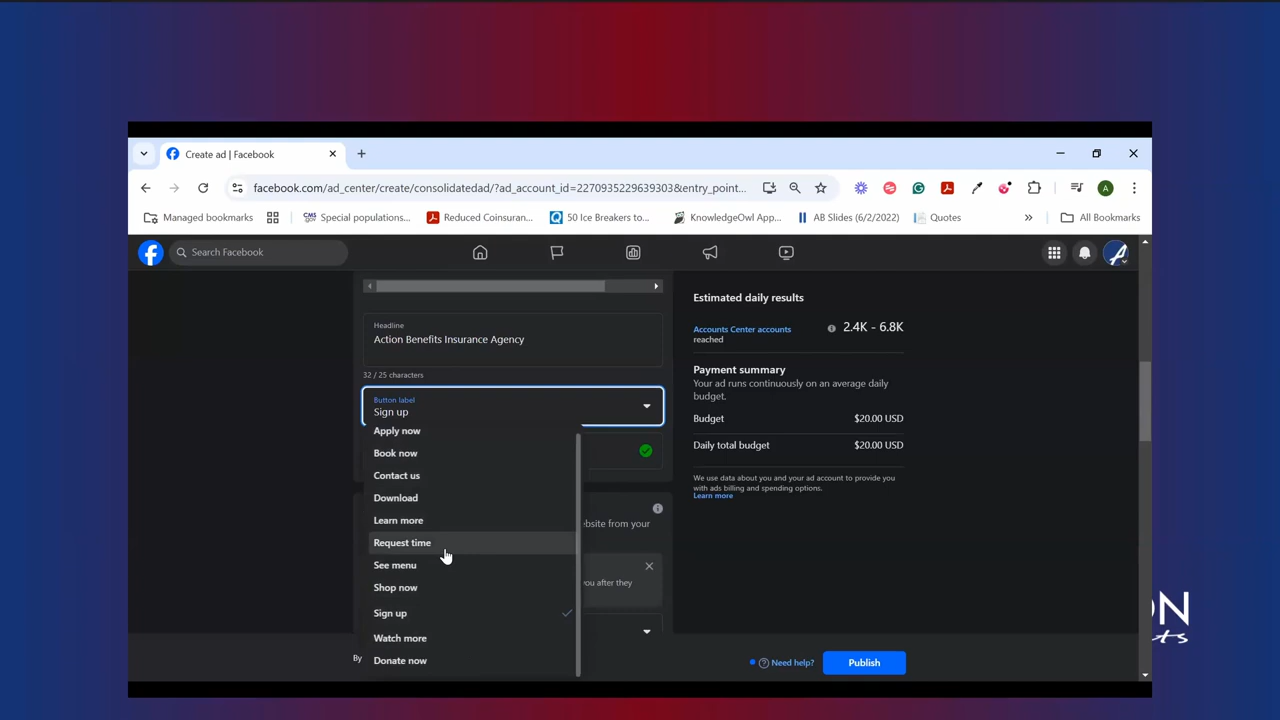 Create ad | Facebook
facebook.com/ad_center/create/consolidatedad/?ad_account_id=2270935229639303&entry_point...
Managed bookmarks
CMS Special populations...
Reduced Coinsuran...
50 Ice Breakers to...
KnowledgeOwl App...
AB Slides (6/2/2022)
Quotes
»
All Bookmarks
Search Facebook
Headline
Action Benefits Insurance Agency
32 / 25 characters
Button label
Sign up
Apply now
Book now
Contact us
Download
Learn more
Request time
See menu
Shop now
Sign up
Watch more
Donate now
ebsite from your
you after they
By
Estimated daily results
Accounts Center accounts
reached
2.4K - 6.8K
Payment summary
Your ad runs continuously on an average daily
budget.
Budget
$20.00 USD
Daily total budget
$20.00 USD
We use data about you and your ad account to provide you
with ads billing and spending options.
Learn more
Need help?
Publish
ON
ts